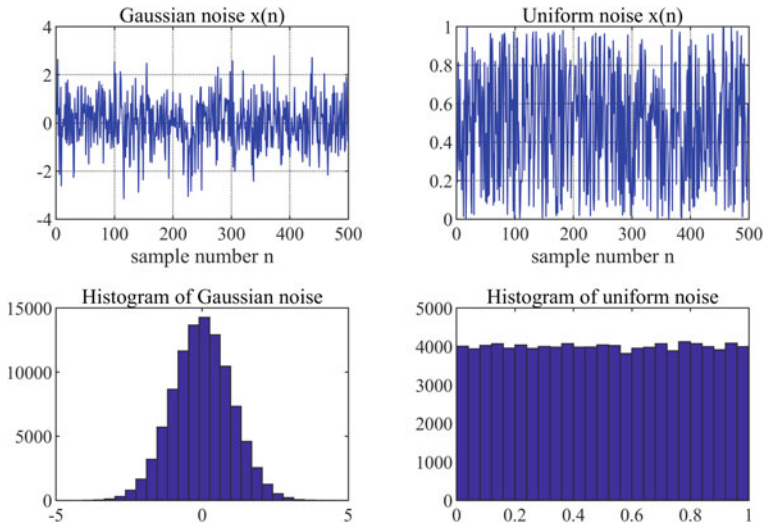 Gaussian noise x(n)
4
2
0
-2
-4
0 100 200 300 400 500
sample number n
Uniform noise x(n)
1
0.8
0.6
0.4
0.2
0
0 100 200 300 400 500
sample number n
Histogram of Gaussian noise
15000
10000
5000
0
-5 0 5
Histogram of uniform noise
5000
4000
3000
2000
1000
0
0 0.2 0.4 0.6 0.8 1